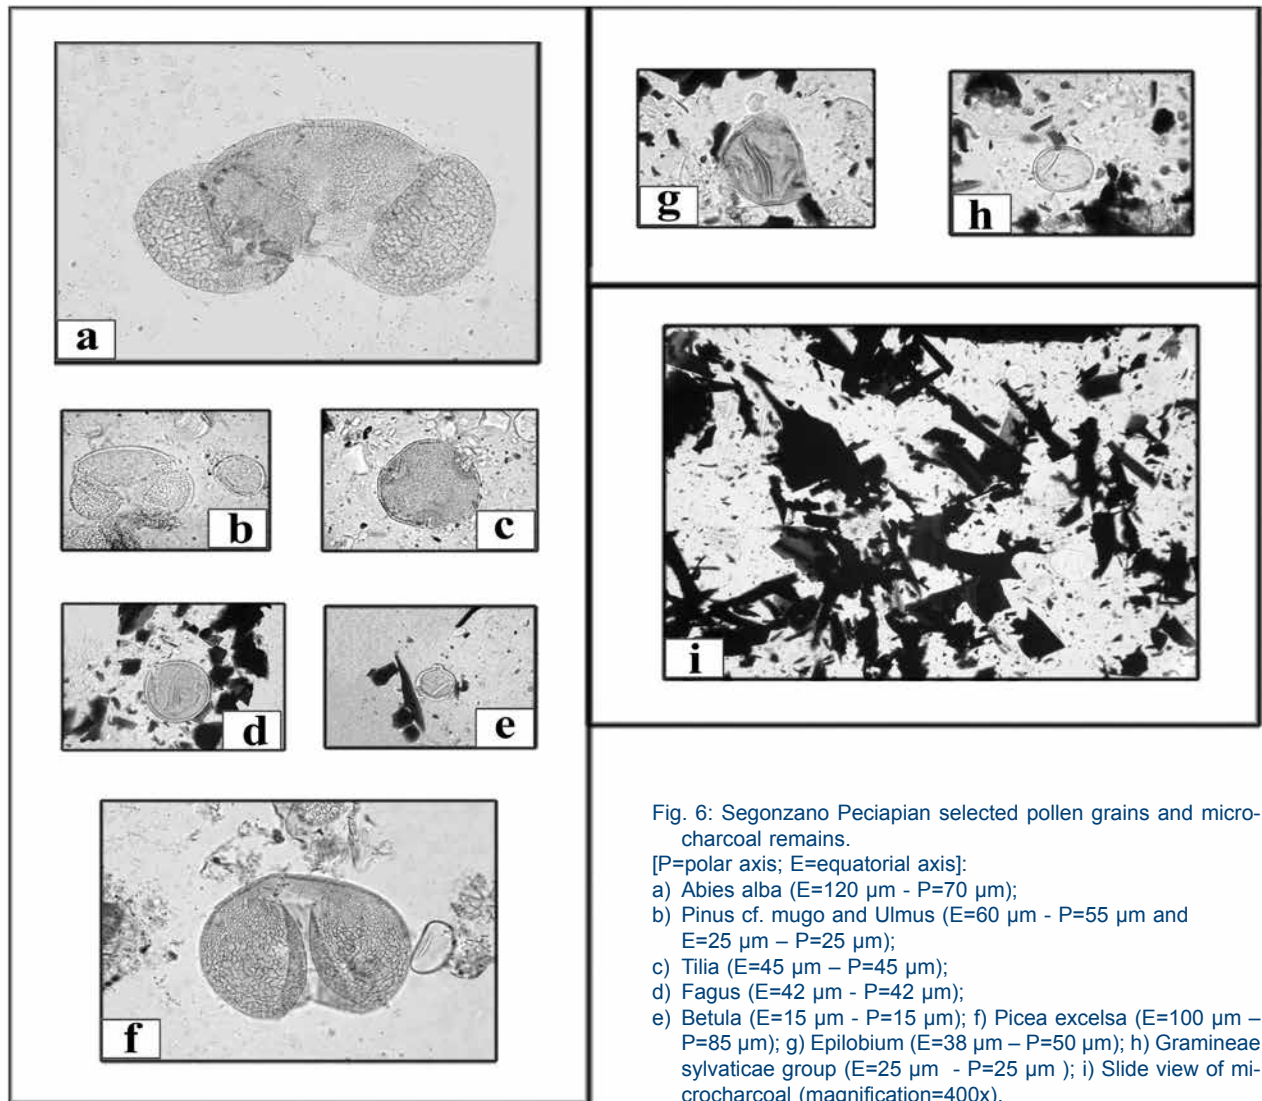 a
b
c
d
e
f
g
h
i
Fig. 6: Segonzano Peciapian selected pollen grains and micro-
charcoal remains.
[P=polar axis; E=equatorial axis]:
a) Abies alba (E=120 µm - P=70 µm);
b) Pinus cf. mugo and Ulmus (E=60 µm - P=55 µm and
E=25 µm – P=25 µm);
c) Tilia (E=45 µm – P=45 µm);
d) Fagus (E=42 µm - P=42 µm);
e) Betula (E=15 µm - P=15 µm); f) Picea excelsa (E=100 µm –
P=85 µm); g) Epilobium (E=38 µm – P=50 µm); h) Gramineae
sylvaticae group (E=25 µm - P=25 µm ); i) Slide view of mi-
crocharcoal (magnification=400x).